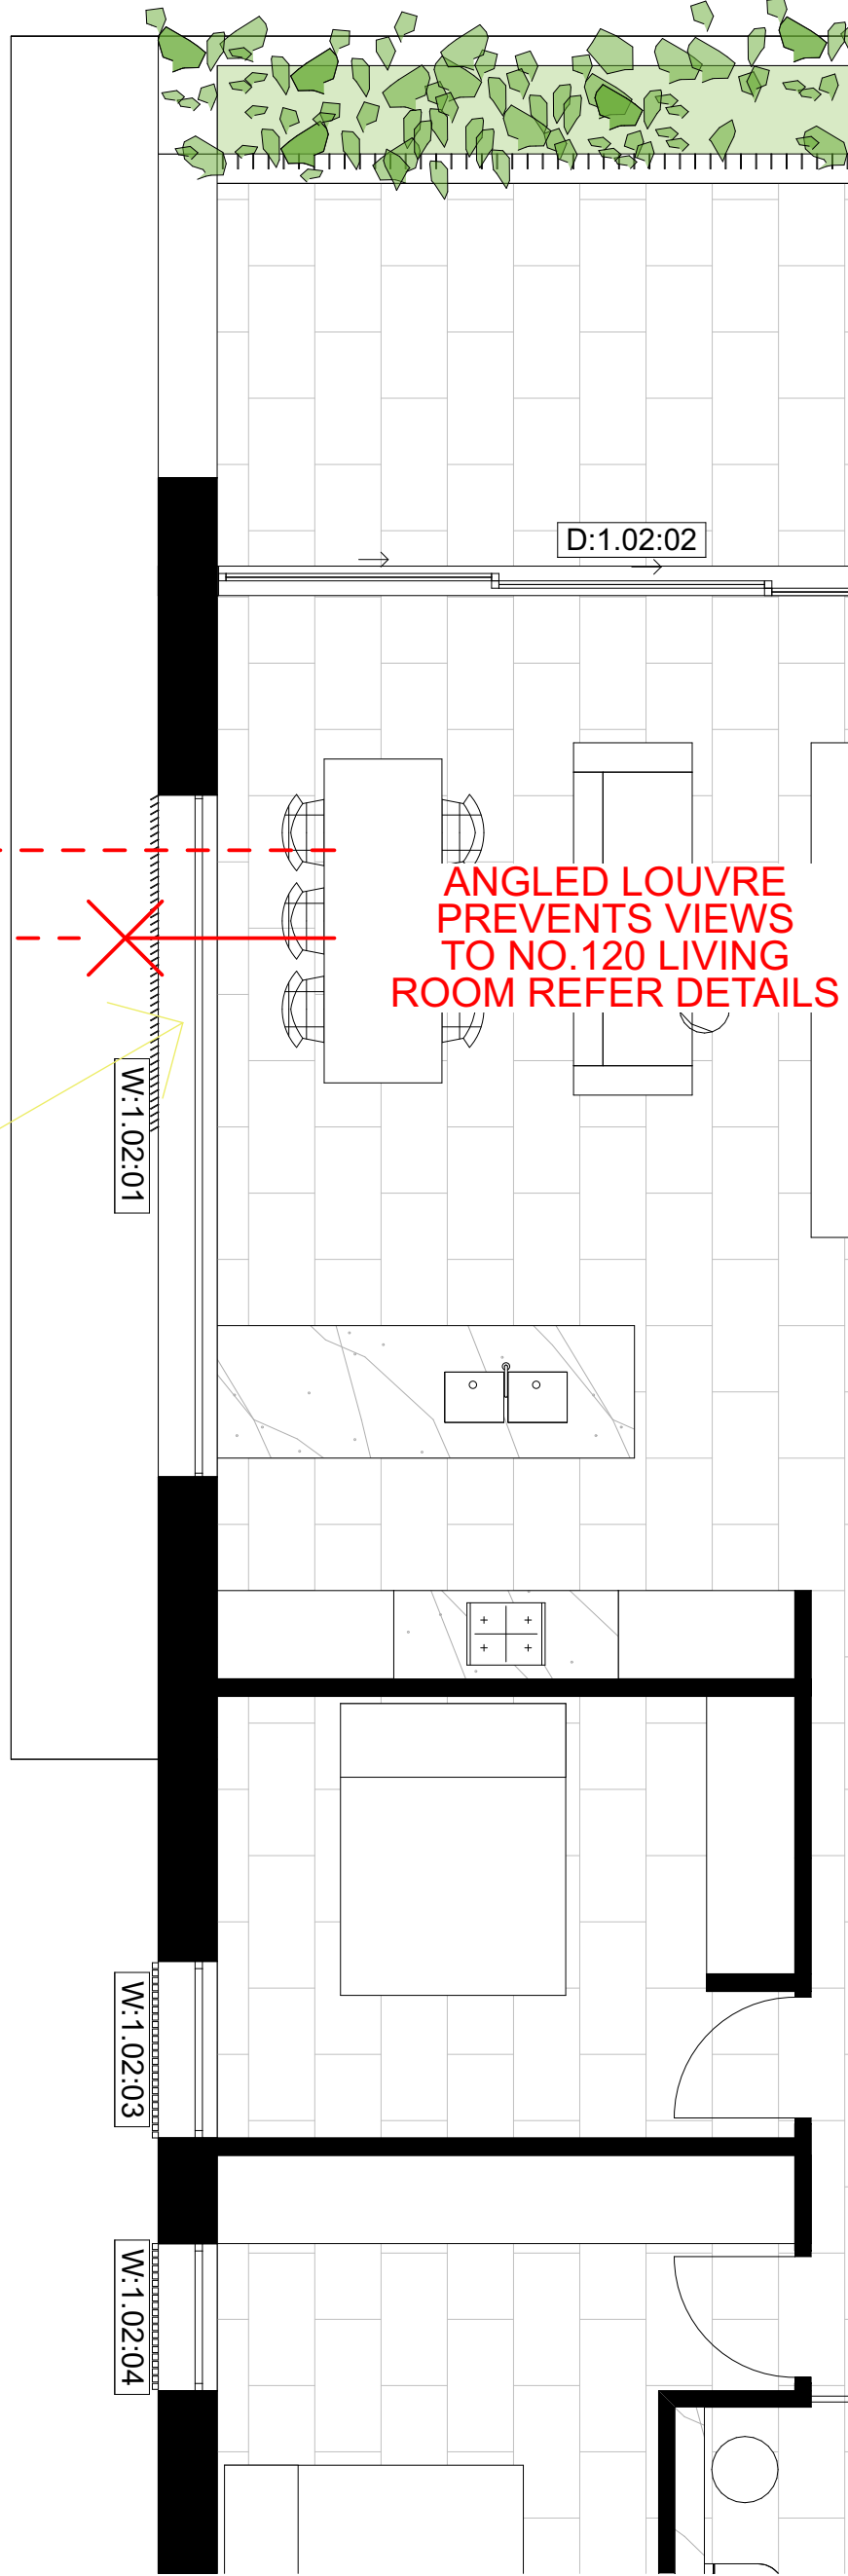 D:1.02:02
ANGLED LOUVRE
PREVENTS VIEWS
TO NO.120 LIVING
ROOM REFER DETAILS
W:1.02:01
W:1.02:03
W:1.02:04